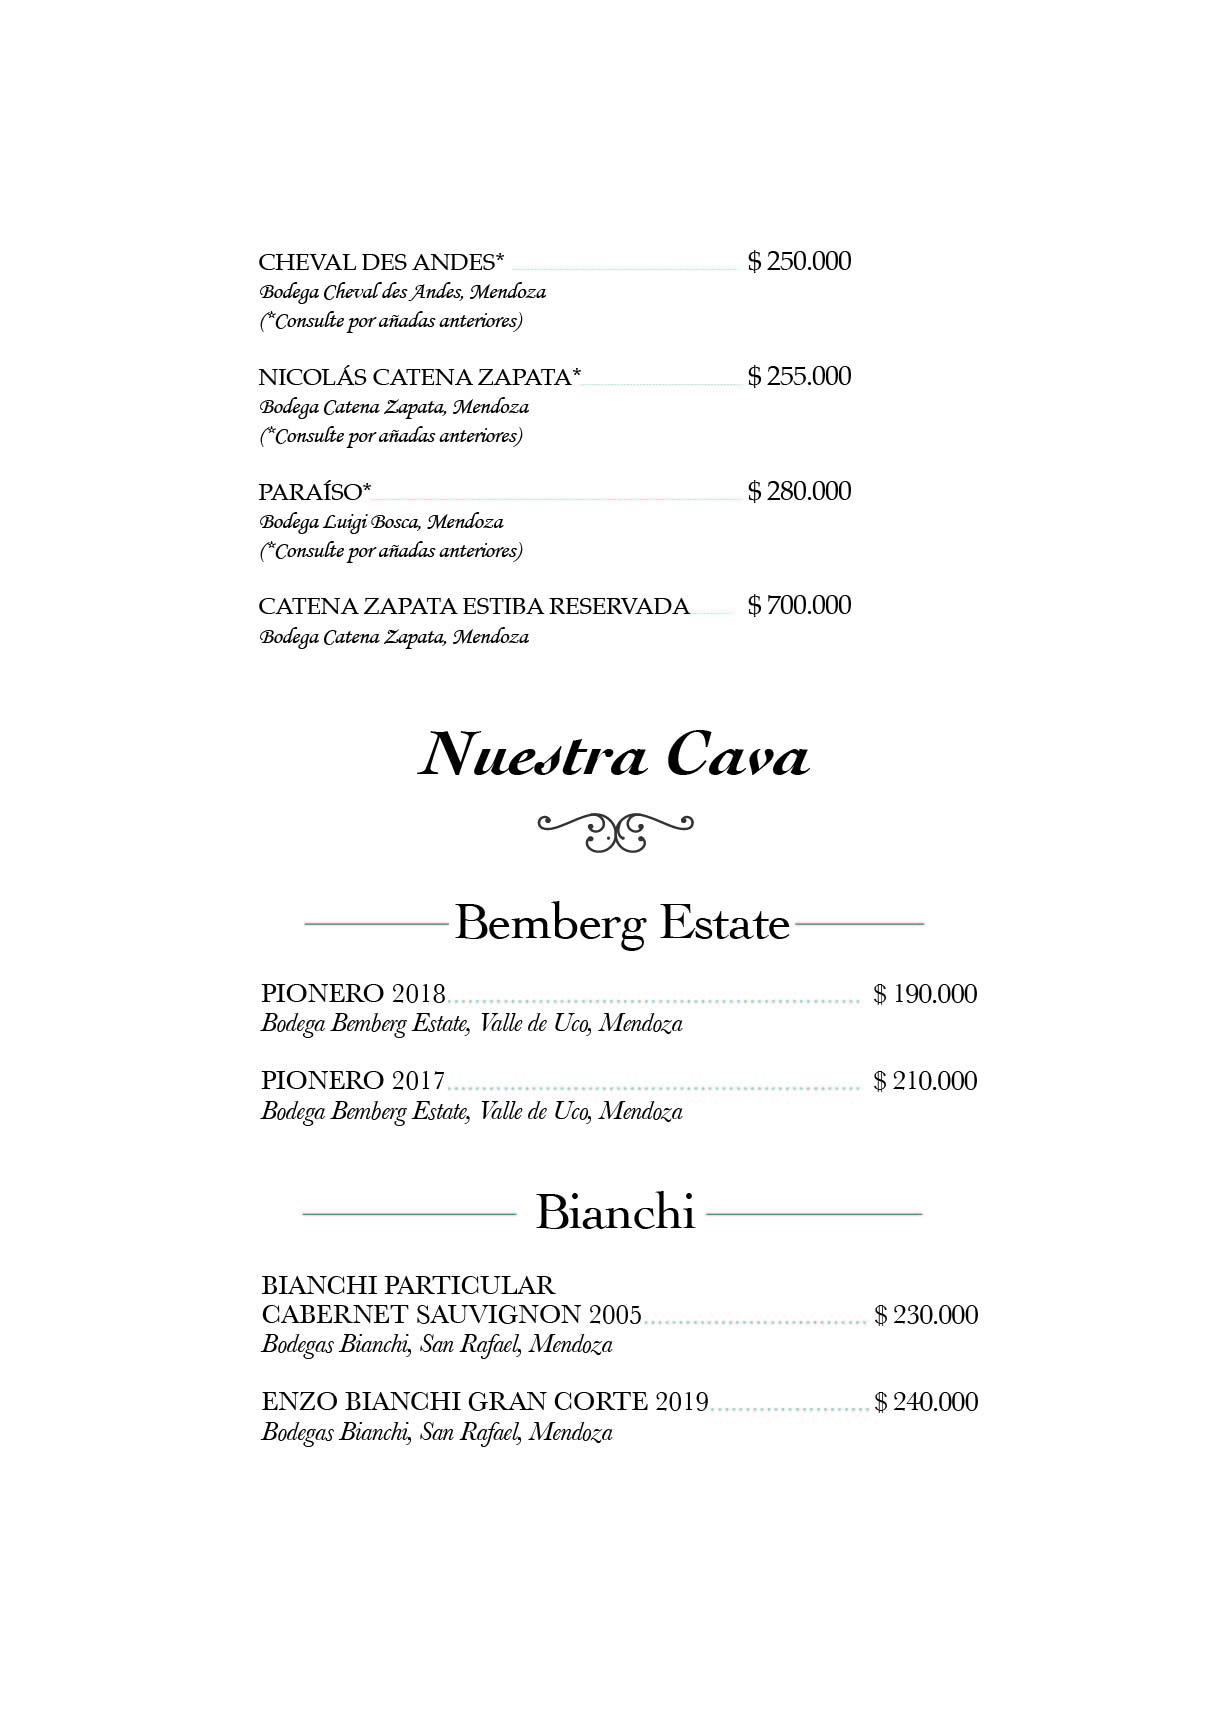 CHEVAL DES ANDES* $ 250.000
Bodega Cheval des Andes, Mendoza
(*Consulte por añadas anteriores)
NICOLÁS CATENA ZAPATA* $ 255.000
Bodega Catena Zapata, Mendoza
(*Consulte por añadas anteriores)
PARAÍSO* $ 280.000
Bodega Luigi Bosca, Mendoza
(*Consulte por añadas anteriores)
CATENA ZAPATA ESTIBA RESERVADA $ 700.000
Bodega Catena Zapata, Mendoza
Nuestra Cava
Bemberg Estate
PIONERO 2018 $ 190.000
Bodega Bemberg Estate, Valle de Uco, Mendoza
PIONERO 2017 $ 210.000
Bodega Bemberg Estate, Valle de Uco, Mendoza
Bianchi
BIANCHI PARTICULAR
CABERNET SAUVIGNON 2005 $ 230.000
Bodegas Bianchi, San Rafael, Mendoza
ENZO BIANCHI GRAN CORTE 2019 $ 240.000
Bodegas Bianchi, San Rafael, Mendoza